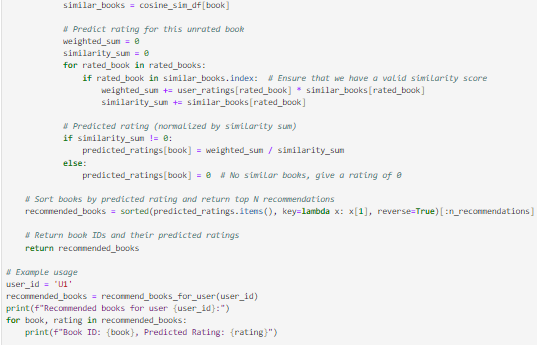 similar_books = cosine_sim_df[book]
# Predict rating for this unrated book
weighted_sum = 0
similarity_sum = 0
for rated_book in rated_books:
if rated_book in similar_books.index:  # Ensure that we have a valid similarity score
weighted_sum += user_ratings[rated_book] * similar_books[rated_book]
similarity_sum += similar_books[rated_book]
# Predicted rating (normalized by similarity sum)
if similarity_sum != 0:
predicted_ratings[book] = weighted_sum / similarity_sum
else:
predicted_ratings[book] = 0  # No similar books, give a rating of 0
# Sort books by predicted rating and return top N recommendations
recommended_books = sorted(predicted_ratings.items(), key=lambda x: x[1], reverse=True)[:n_recommendations]
# Return book IDs and their predicted ratings
return recommended_books
# Example usage
user_id = 'U1'
recommended_books = recommend_books_for_user(user_id)
print(f"Recommended books for user {user_id}:")
for book, rating in recommended_books:
print(f"Book ID: {book}, Predicted Rating: {rating}")